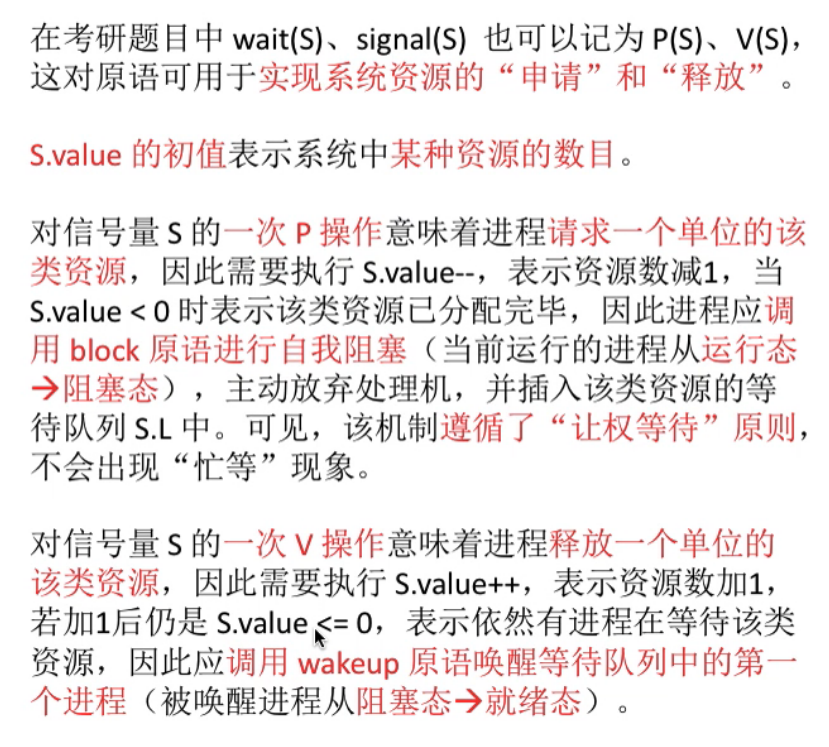 在考研题目中 wait(S)、signal(S) 也可以记为 P(S)、V(S)，
这对原语可用于实现系统资源的“申请”和“释放”。
S.value 的初值表示系统中某种资源的数目。
对信号量 S 的一次 P 操作意味着进程请求一个单位的该
类资源，因此需要执行 S.value--，表示资源数减1，当
S.value < 0 时表示该类资源已分配完毕，因此进程应调
用 block 原语进行自我阻塞（当前运行的进程从运行态
→阻塞态），主动放弃处理机，并插入该类资源的等
待队列 S.L 中。可见，该机制遵循了“让权等待”原则，
不会出现“忙等”现象。
对信号量 S 的一次 V 操作意味着进程释放一个单位的
该类资源，因此需要执行 S.value++，表示资源数加1，
若加1后仍是 S.value <= 0，表示依然有进程在等待该类
资源，因此应调用 wakeup 原语唤醒等待队列中的第一
个进程（被唤醒进程从阻塞态→就绪态）。